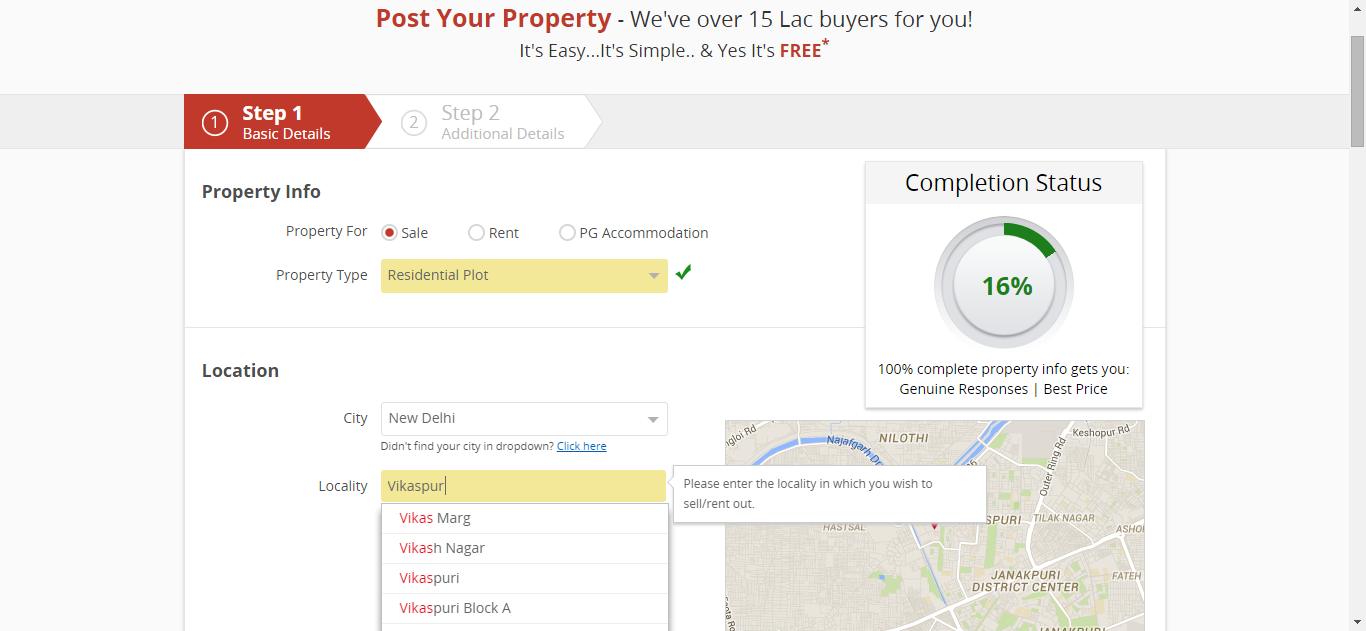 Post Your Property - We've over 15 Lac buyers for you!
It's Easy...It's Simple.. & Yes It's FREE*
1
Step 1
Basic Details
2
Step 2
Additional Details
Property Info
Property For
Sale
Rent
PG Accommodation
Property Type
Residential Plot
Completion Status
16%
100% complete property info gets you:
Genuine Responses | Best Price
Location
City
New Delhi
Didn't find your city in dropdown? Click here
Locality
Vikaspur
Please enter the locality in which you wish to
sell/rent out.
Vikas Marg
Vikash Nagar
Vikaspuri
Vikaspuri Block A
ngloi Rd
Najafgarh Dr
NILOTHI
Keshopur Rd
Outer Ring Rd
HASTSAL
SPURI
TILAK NAGAR
ASHO
JANAKPURI
DISTRICT CENTER
FATEH
JANAKPURI